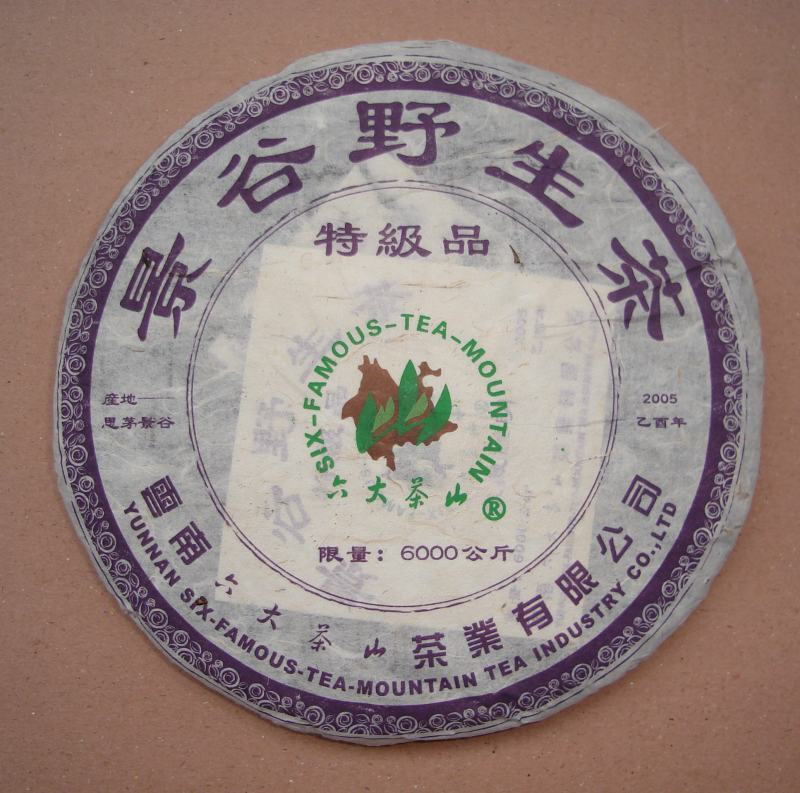 景谷野生茶
特級品
SIX-FAMOUS-TEA-MOUNTAIN®
六大茶山
産地——
思茅景谷
2005
乙酉年
限量：6000公斤
雲南六大茶山茶業有限公司
YUNNAN SIX-FAMOUS-TEA-MOUNTAIN TEA INDUSTRY CO.,LTD